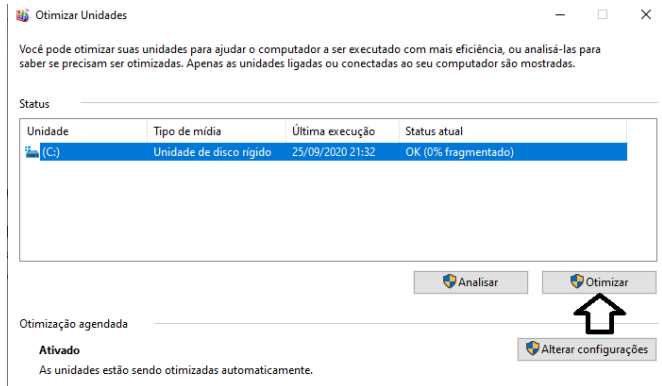 Otimizar Unidades
Você pode otimizar suas unidades para ajudar o computador a ser executado com mais eficiência, ou analisá-las para
saber se precisam ser otimizadas. Apenas as unidades ligadas ou conectadas ao seu computador são mostradas.
Status
Unidade Tipo de mídia Última execução Status atual
(C:) Unidade de disco rígido 25/09/2020 21:32 OK (0% fragmentado)
Analisar Otimizar
Otimização agendada
Ativado Alterar configurações
As unidades estão sendo otimizadas automaticamente.